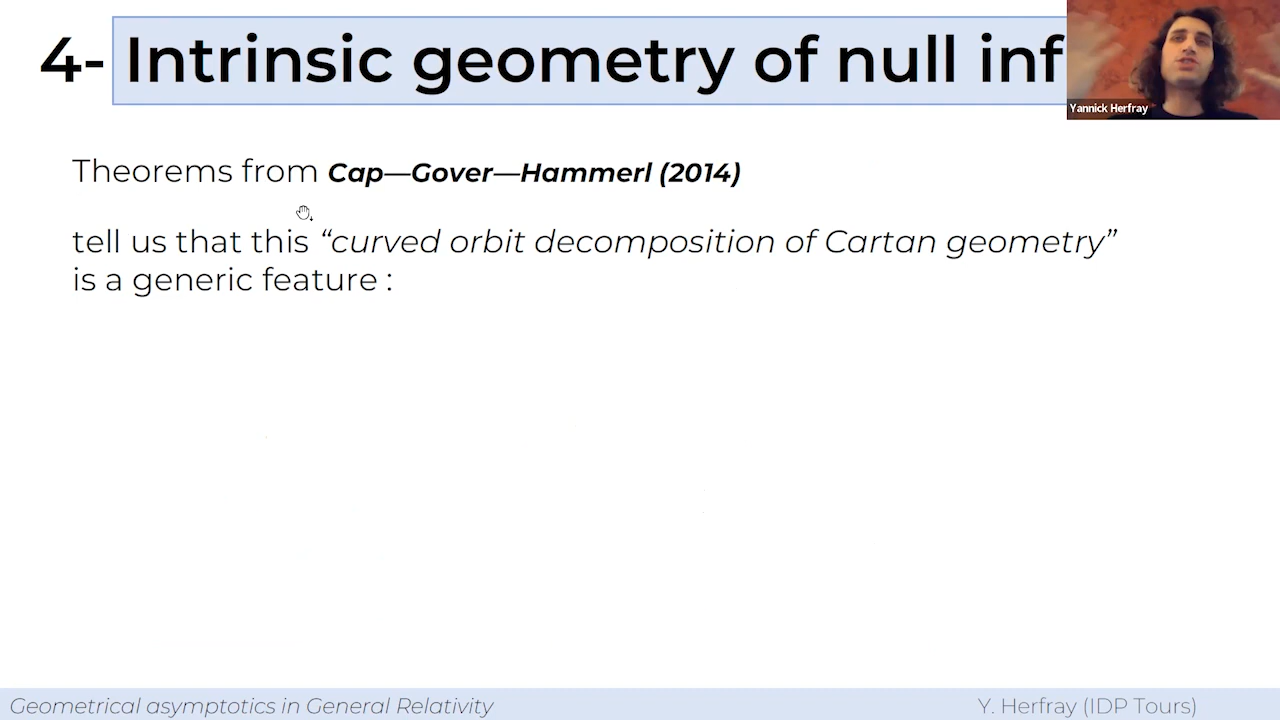 4- Intrinsic geometry of null inf
Yannick Herfray
Theorems from Cap—Gover—Hammerl (2014)
tell us that this “curved orbit decomposition of Cartan geometry”
is a generic feature :
Geometrical asymptotics in General Relativity
Y. Herfray (IDP Tours)